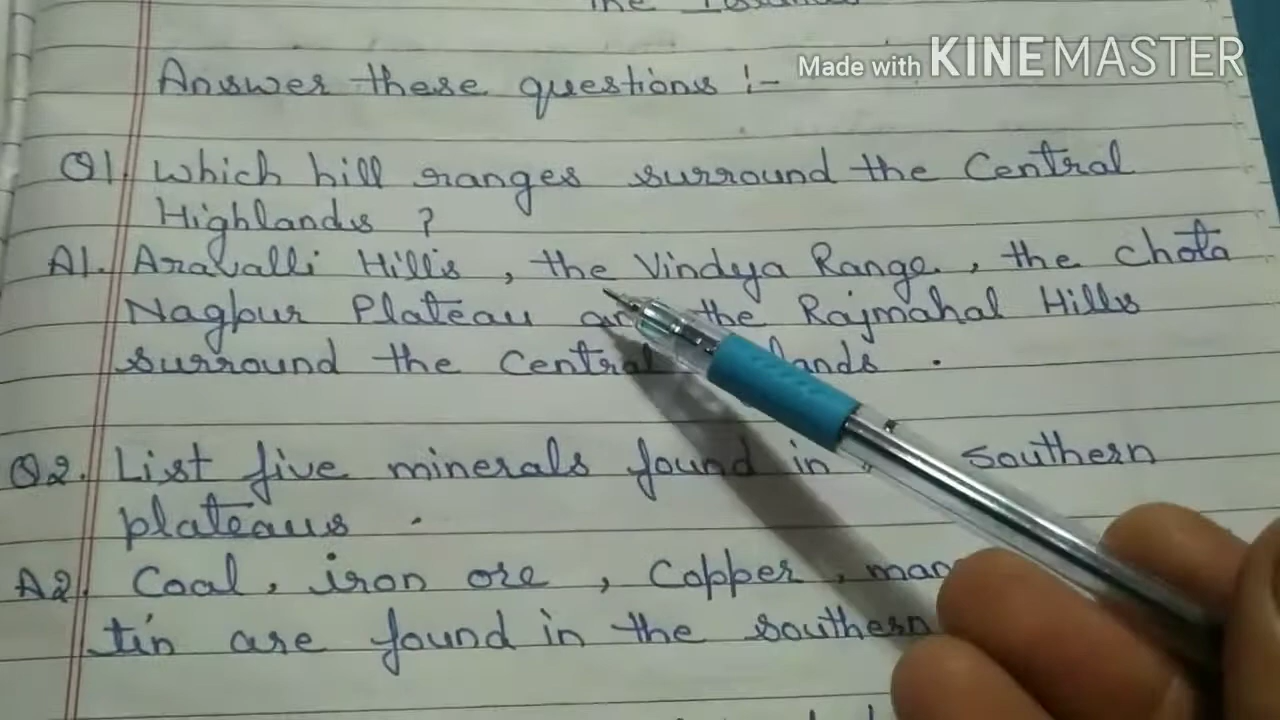 Made with KINEMASTER
Answer these questions :-
Q1. Which hill ranges surround the Central
Highlands ?
A1. Aravalli Hills , the Vindya Range , the Chota
Nagpur Plateau the Rajmahal Hills
surround the Central lands .
Q2. List five minerals found in Southern
plateaus .
A2. Coal , iron ore , Copper , man
tin are found in the southern